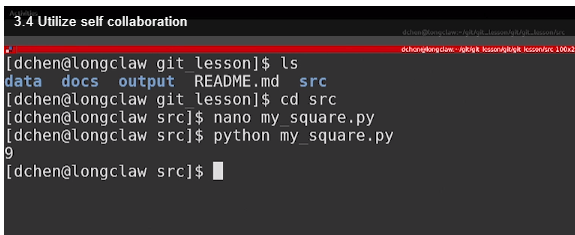 Activities
3.4 Utilize self collaboration
dchen@longclaw:~/git/git_lesson/git/git_lesson/src
dchen@longclaw:~/git/git_lesson/git/git_lesson/src 100x2
[dchen@longclaw git_lesson]$ ls
data docs output README.md src
[dchen@longclaw git_lesson]$ cd src
[dchen@longclaw src]$ nano my_square.py
[dchen@longclaw src]$ python my_square.py
9
[dchen@longclaw src]$